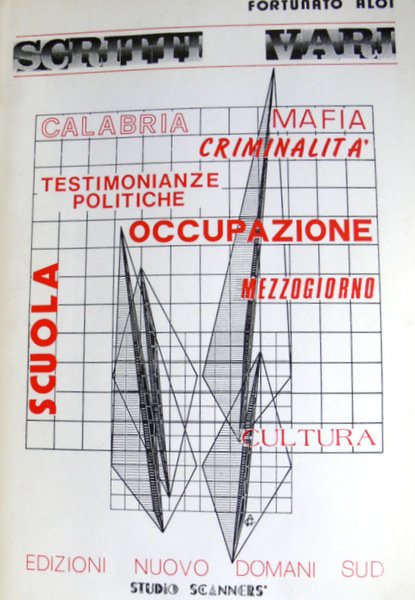 FORTUNATO ALOI
SCRITTI VARI
CALABRIA MAFIA
CRIMINALITA'
TESTIMONIANZE
POLITICHE
OCCUPAZIONE
MEZZOGIORNO
SCUOLA
CULTURA
EDIZIONI NUOVO DOMANI SUD
STUDIO SCANNERS'